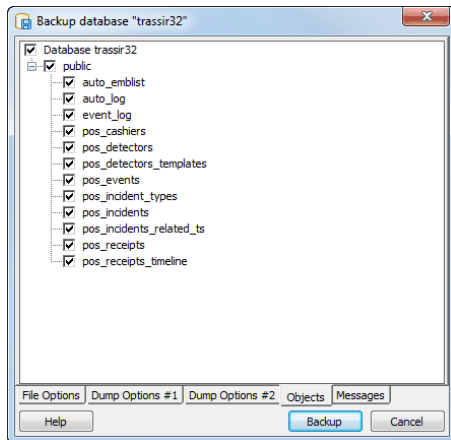 Backup database "trassir32"
Database trassir32
public
auto_emblist
auto_log
event_log
pos_cashiers
pos_detectors
pos_detectors_templates
pos_events
pos_incident_types
pos_incidents
pos_incidents_related_ts
pos_receipts
pos_receipts_timeline
File Options Dump Options #1 Dump Options #2 Objects Messages
Help Backup Cancel